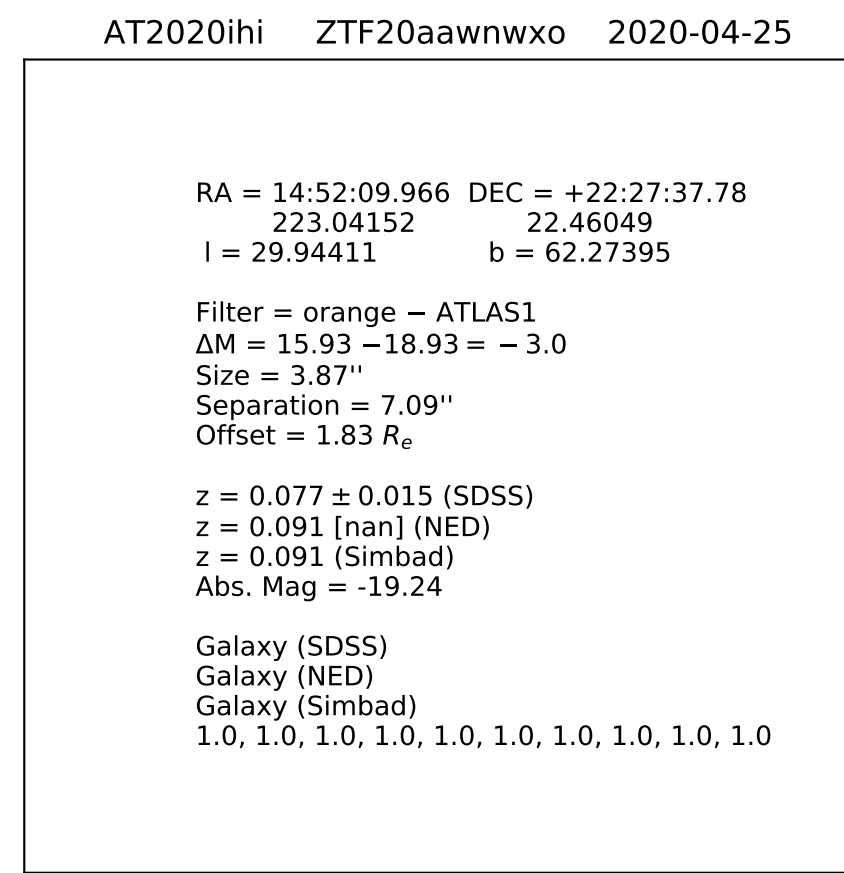 AT2020ihi ZTF20aawnwxo 2020-04-25
RA = 14:52:09.966 DEC = +22:27:37.78
223.04152 22.46049
l = 29.94411 b = 62.27395
Filter = orange − ATLAS1
ΔM = 15.93 −18.93 = − 3.0
Size = 3.87''
Separation = 7.09''
Offset = 1.83 Rₑ
z = 0.077 ± 0.015 (SDSS)
z = 0.091 [nan] (NED)
z = 0.091 (Simbad)
Abs. Mag = -19.24
Galaxy (SDSS)
Galaxy (NED)
Galaxy (Simbad)
1.0, 1.0, 1.0, 1.0, 1.0, 1.0, 1.0, 1.0, 1.0, 1.0